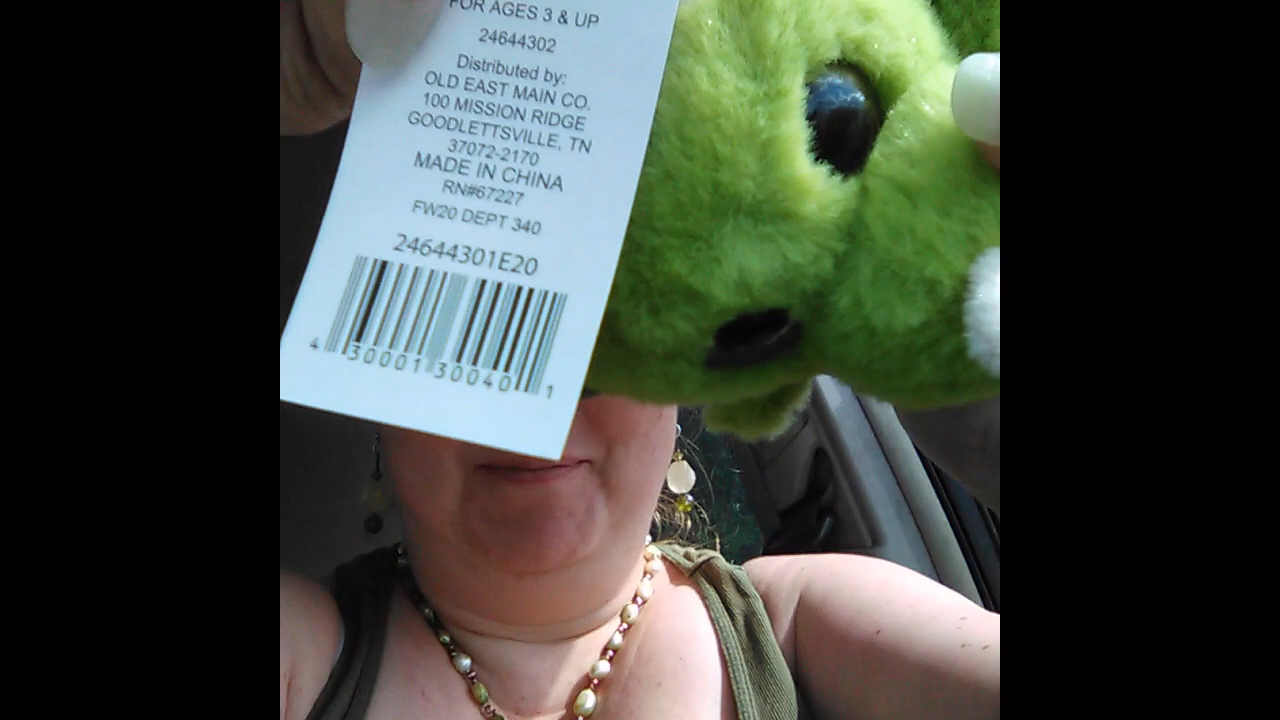 FOR AGES 3 & UP
24644302
Distributed by:
OLD EAST MAIN CO.
100 MISSION RIDGE
GOODLETTSVILLE, TN
37072-2170
MADE IN CHINA
RN#67227
FW20 DEPT 340
24644301E20
4 30001 30040 1